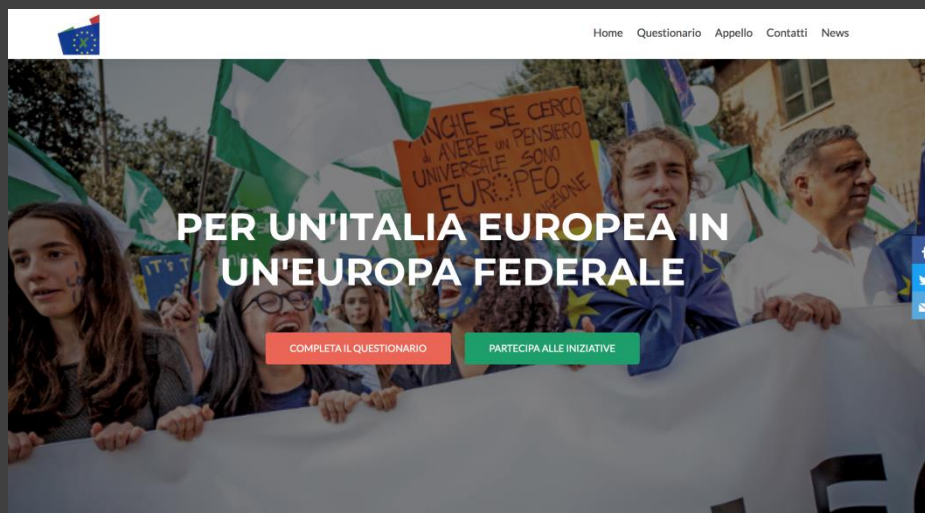 Home Questionario Appello Contatti News
ANCHE SE CERCO
di AVERE UN PENSIERO
UNIVERSALE SONO
EUROPEO
PER UN'ITALIA EUROPEA IN
UN'EUROPA FEDERALE
IT'S T
COMPLETA IL QUESTIONARIO
PARTECIPA ALLE INIZIATIVE